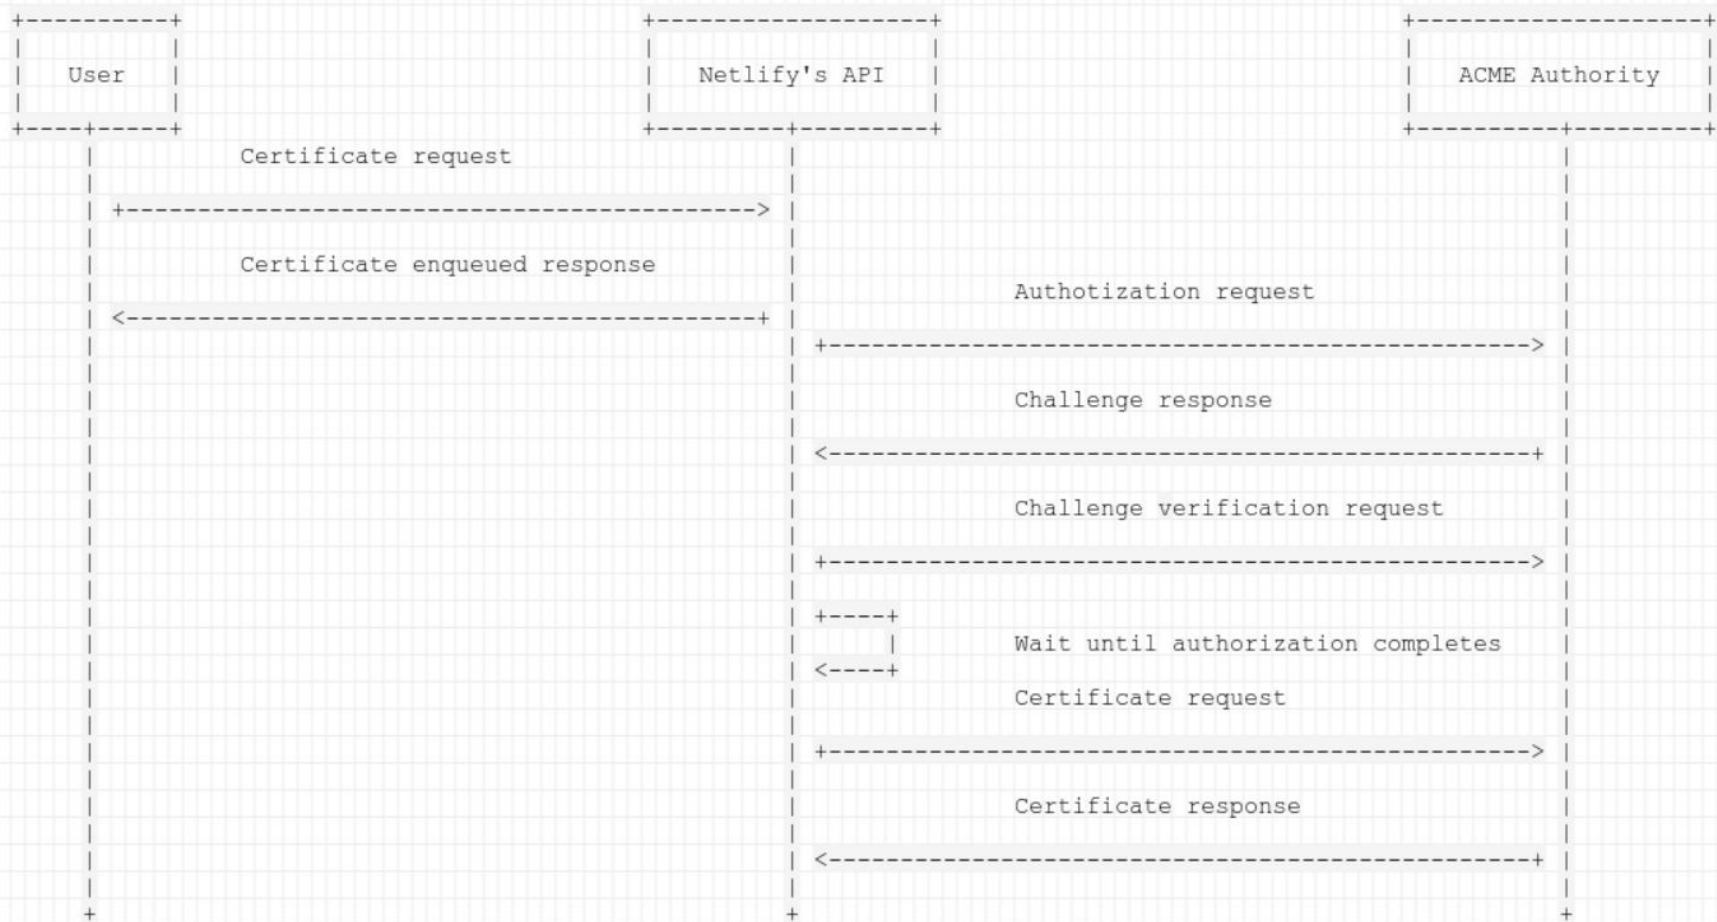 User
Netlify's API
ACME Authority
Certificate request
Certificate enqueued response
Authotization request
Challenge response
Challenge verification request
Wait until authorization completes
Certificate request
Certificate response